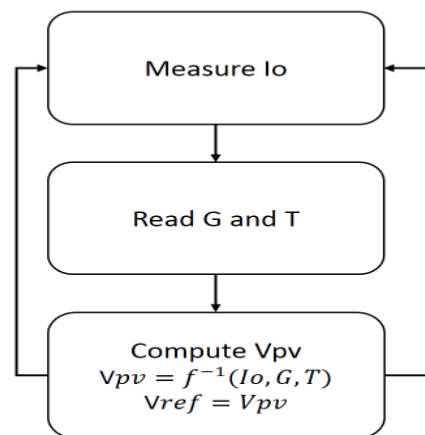 Measure Io
Read G and T
Compute Vpv
Vpv = f⁻¹(Io, G, T)
Vref = Vpv